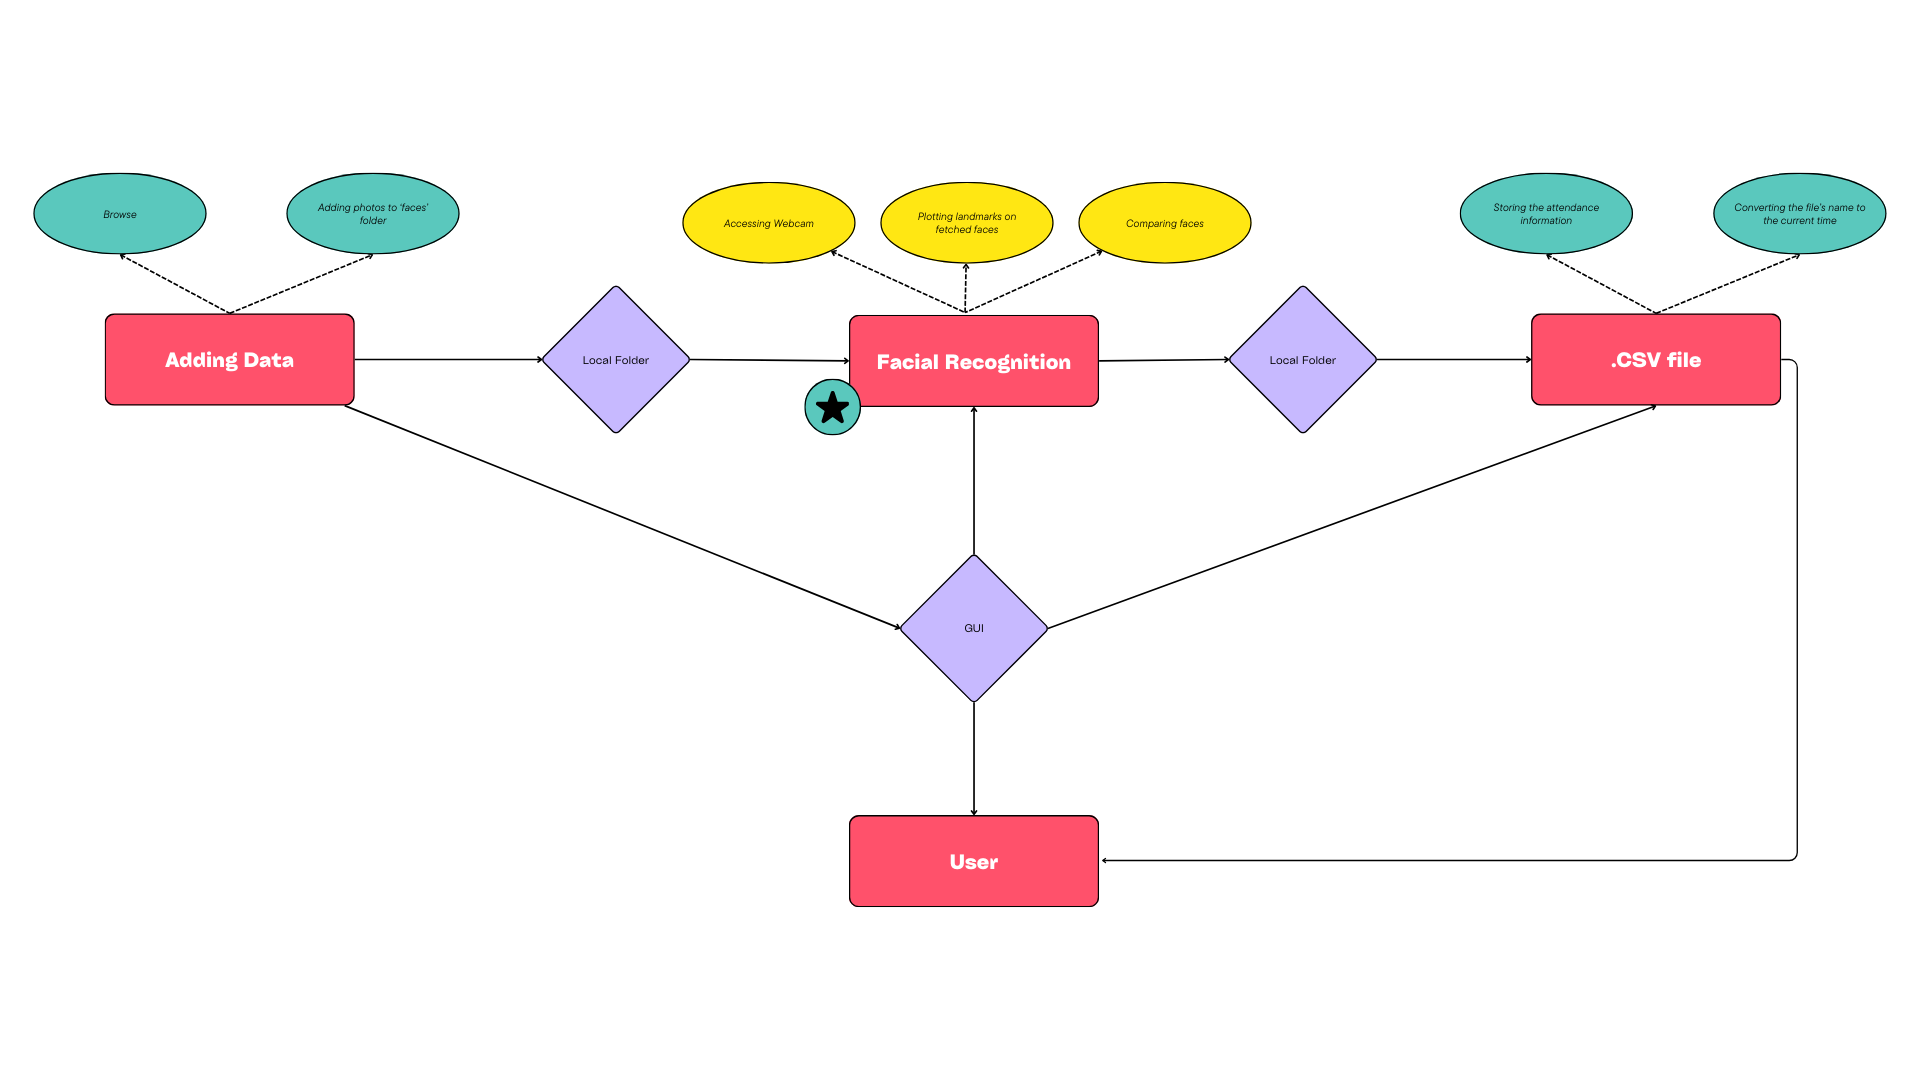 Browse
Adding photos to 'faces'
folder
Accessing Webcam
Plotting landmarks on
fetched faces
Comparing faces
Storing the attendance
information
Converting the file's name to
the current time
Adding Data
Local Folder
Facial Recognition
Local Folder
.CSV file
GUI
User